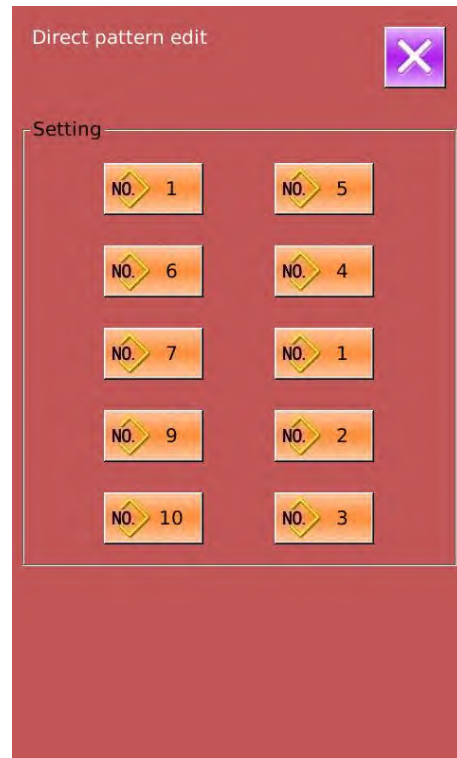 Direct pattern edit
Setting
NO. 1 NO. 5
NO. 6 NO. 4
NO. 7 NO. 1
NO. 9 NO. 2
NO. 10 NO. 3